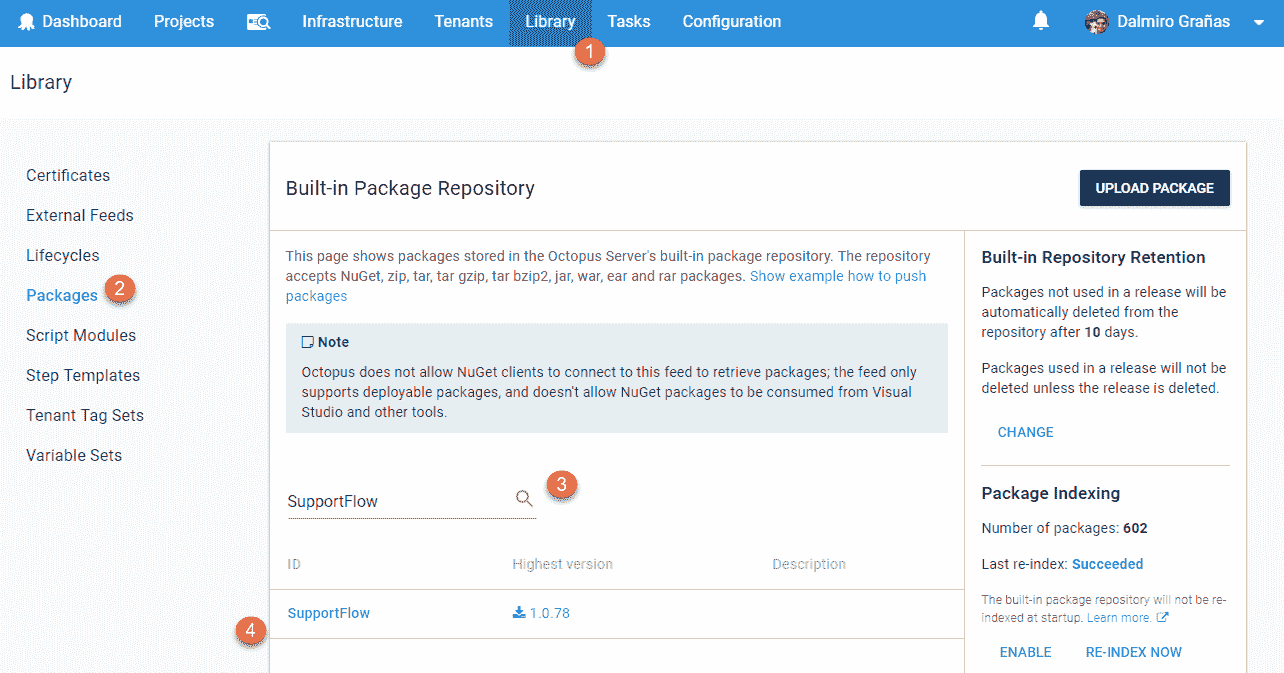 Dashboard Projects Infrastructure Tenants Library Tasks Configuration Dalmiro Grañas
1
Library
Certificates
External Feeds
Lifecycles
Packages 2
Script Modules
Step Templates
Tenant Tag Sets
Variable Sets
Built-in Package Repository
UPLOAD PACKAGE
This page shows packages stored in the Octopus Server's built-in package repository. The repository
accepts NuGet, zip, tar, tar gzip, tar bzip2, jar, war, ear and rar packages. Show example how to push
packages
Note
Octopus does not allow NuGet clients to connect to this feed to retrieve packages; the feed only
supports deployable packages, and doesn't allow NuGet packages to be consumed from Visual
Studio and other tools.
SupportFlow 3
ID Highest version Description
SupportFlow 1.0.78
4
Built-in Repository Retention
Packages not used in a release will be
automatically deleted from the
repository after 10 days.
Packages used in a release will not be
deleted unless the release is deleted.
CHANGE
Package Indexing
Number of packages: 602
Last re-index: Succeeded
The built-in package repository will not be re-
indexed at startup. Learn more.
ENABLE RE-INDEX NOW